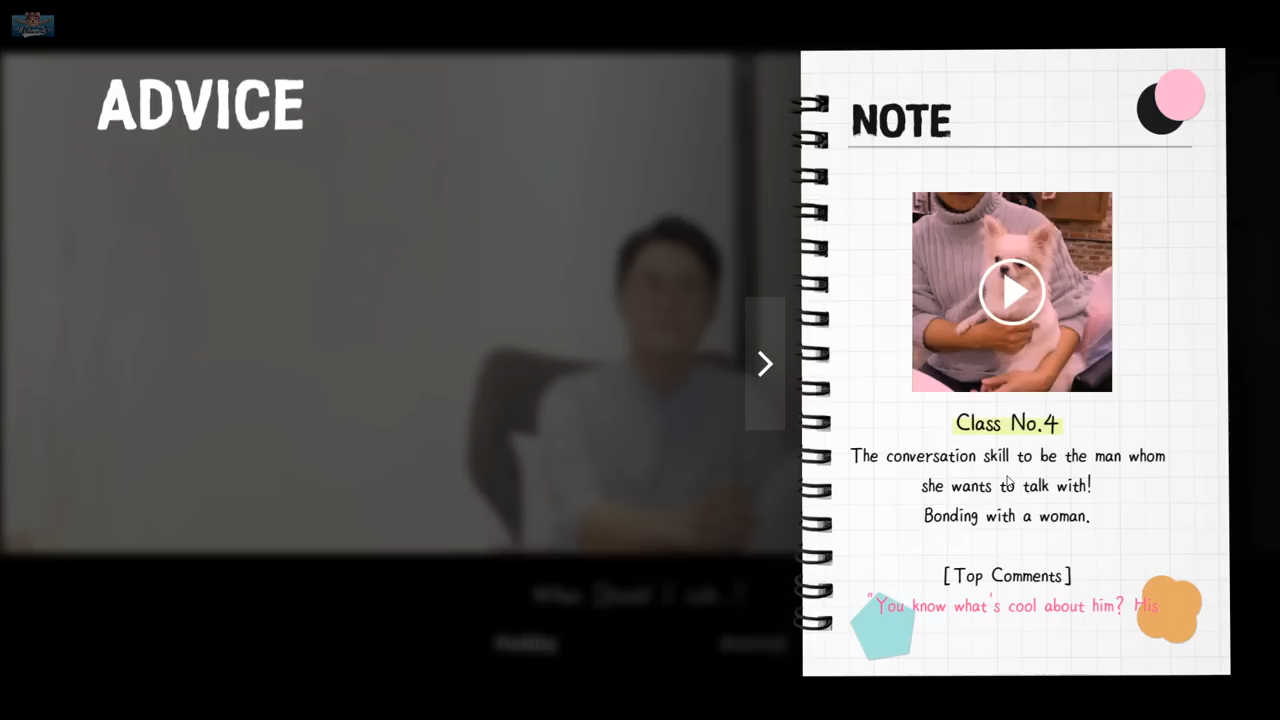 ADVICE
NOTE
Class No.4
The conversation skill to be the man whom
she wants to talk with!
Bonding with a woman.
[Top Comments]
"You know what's cool about him? His